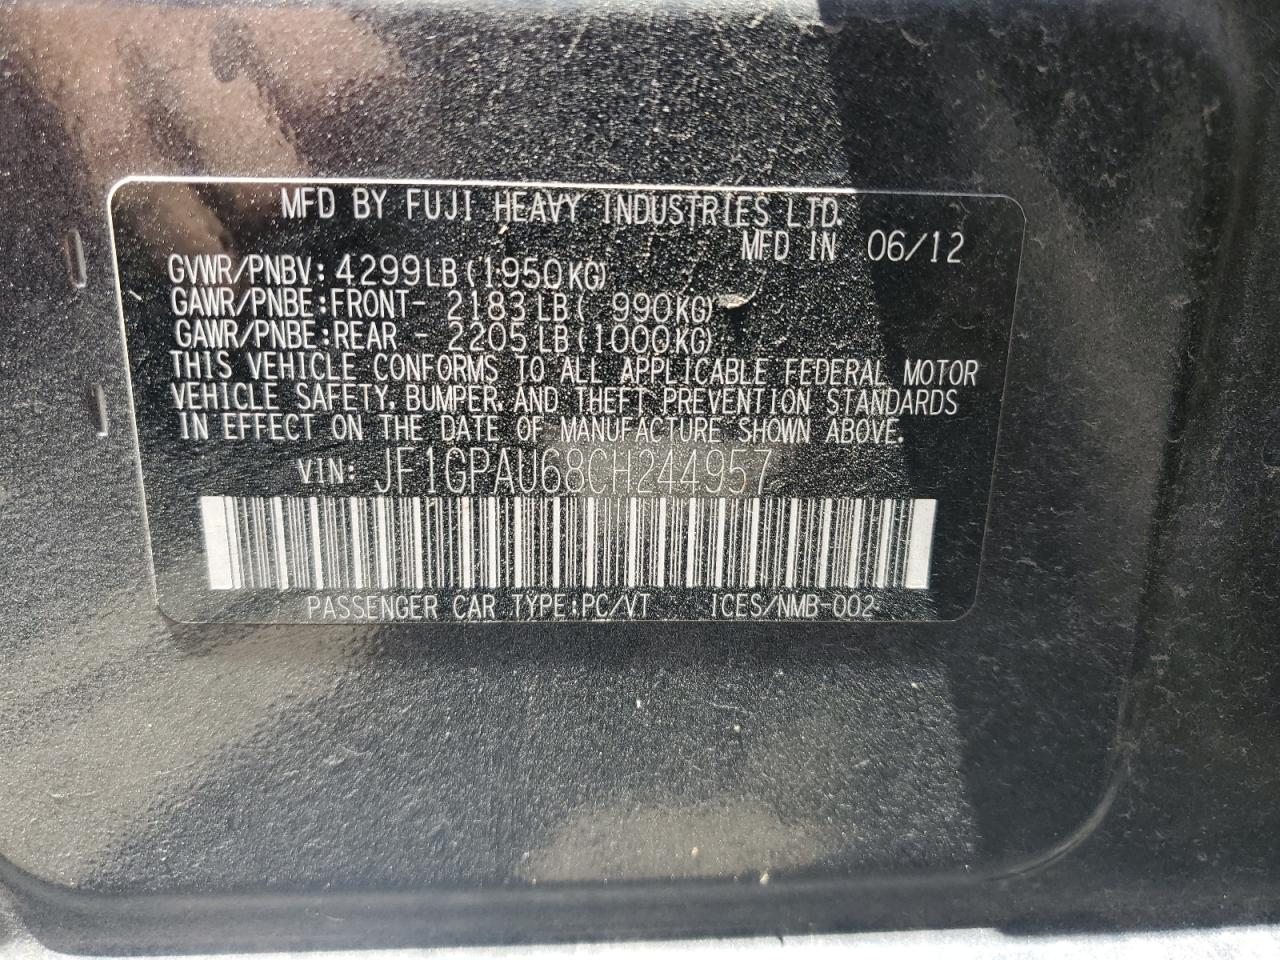 MFD BY FUJI HEAVY INDUSTRIES LTD.
MFD IN 06/12
GVWR/PNBV: 4299LB(1950KG)
GAWR/PNBE:FRONT- 2183LB( 990KG)
GAWR/PNBE:REAR - 2205LB(1000KG)
THIS VEHICLE CONFORMS TO ALL APPLICABLE FEDERAL MOTOR
VEHICLE SAFETY, BUMPER, AND THEFT PREVENTION STANDARDS
IN EFFECT ON THE DATE OF MANUFACTURE SHOWN ABOVE.
VIN: JF1GPAU68CH244957
PASSENGER CAR TYPE:PC/VT ICES/NMB-002